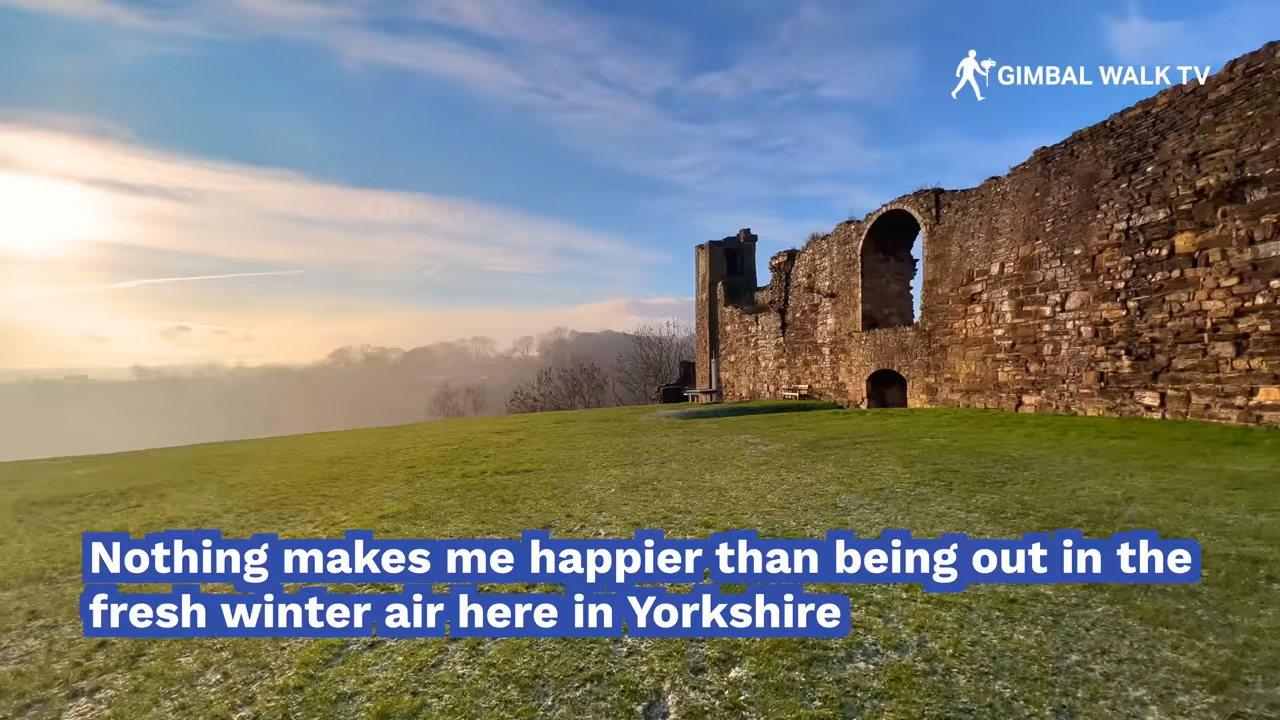 GIMBAL WALK TV
Nothing makes me happier than being out in the
fresh winter air here in Yorkshire